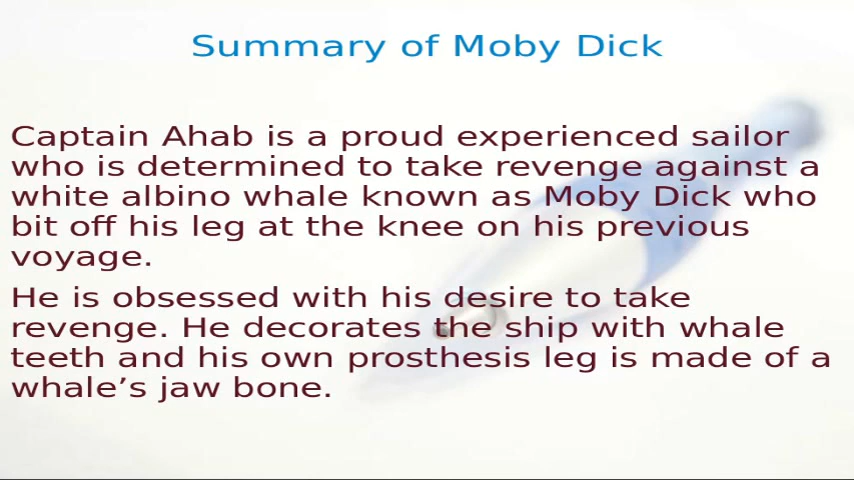 Summary of Moby Dick
Captain Ahab is a proud experienced sailor
who is determined to take revenge against a
white albino whale known as Moby Dick who
bit off his leg at the knee on his previous
voyage.
He is obsessed with his desire to take
revenge. He decorates the ship with whale
teeth and his own prosthesis leg is made of a
whale’s jaw bone.